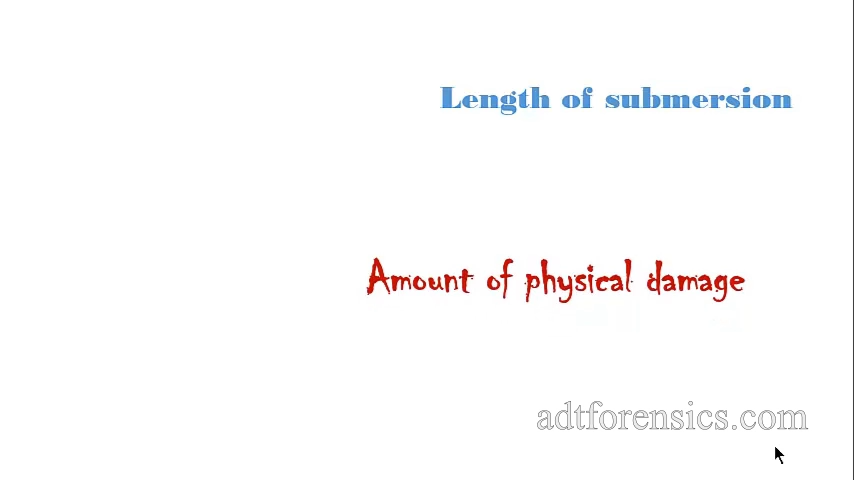 Length of submersion
Amount of physical damage
adtforensics.com